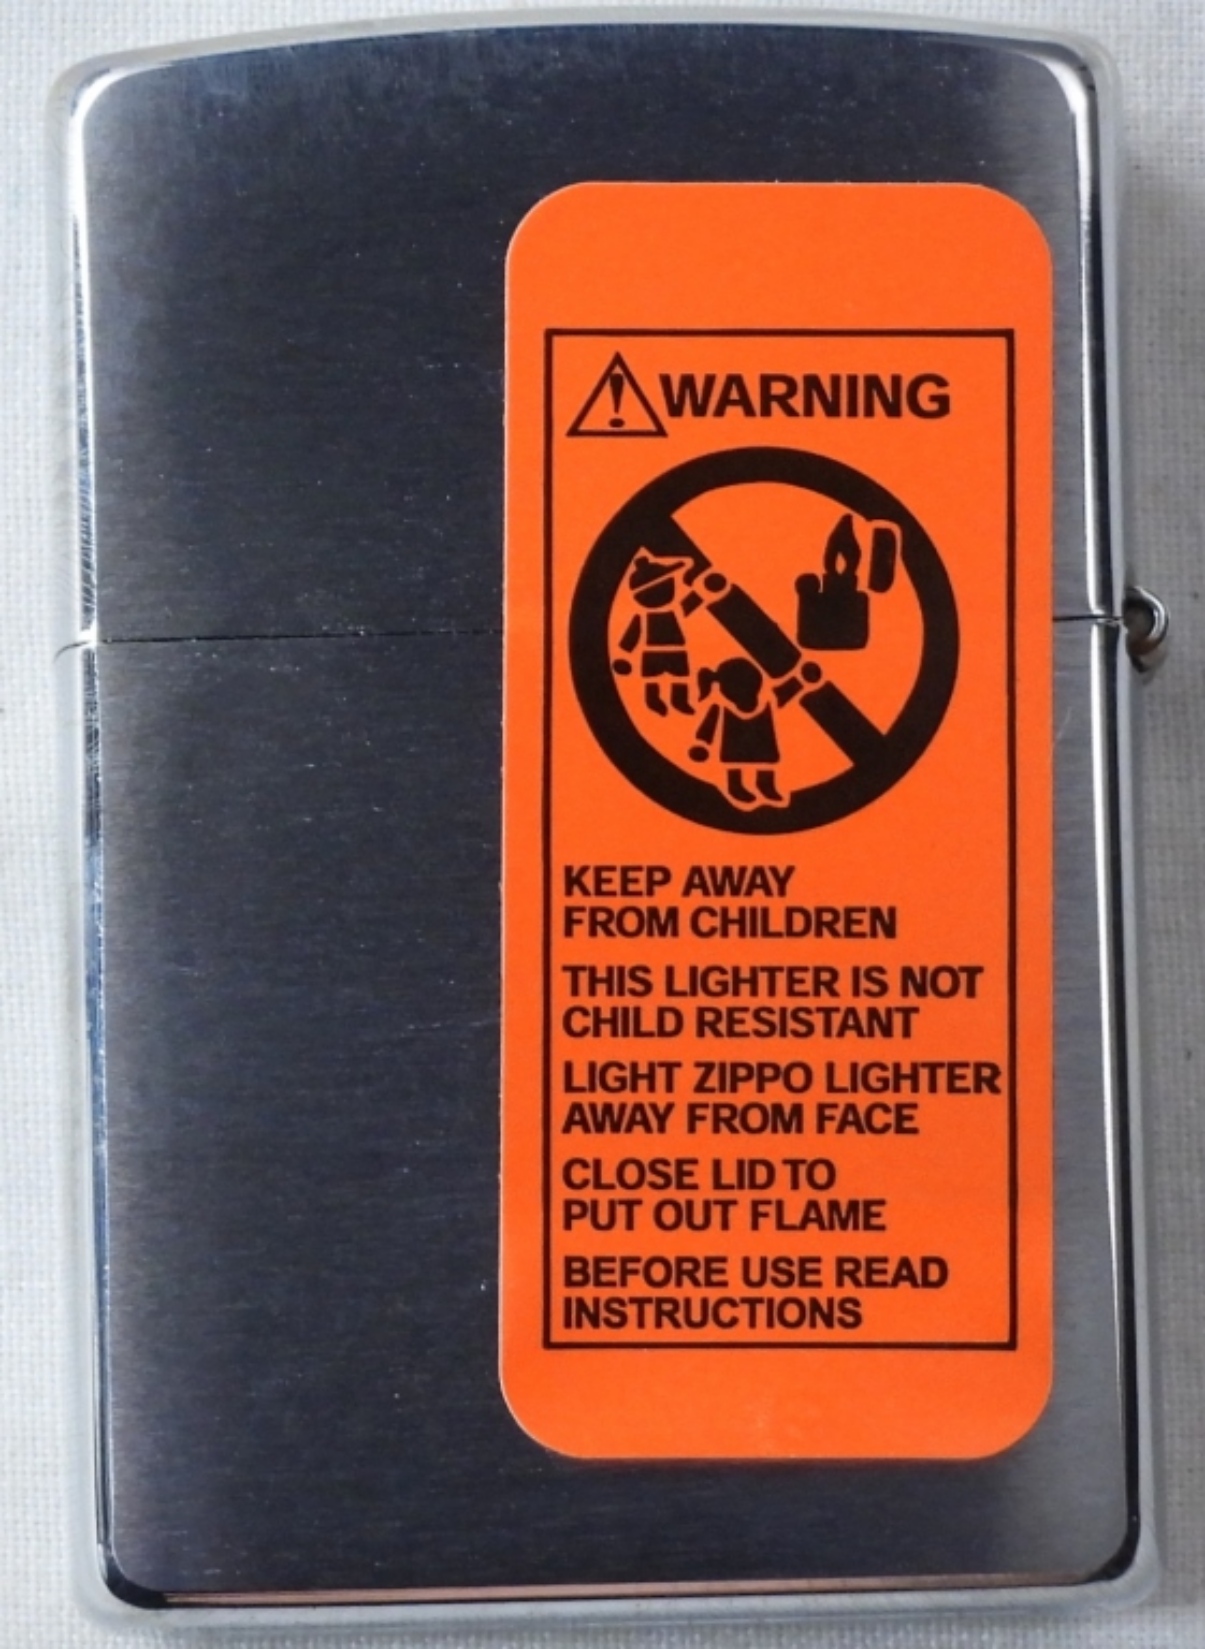 WARNING
KEEP AWAY
FROM CHILDREN
THIS LIGHTER IS NOT
CHILD RESISTANT
LIGHT ZIPPO LIGHTER
AWAY FROM FACE
CLOSE LID TO
PUT OUT FLAME
BEFORE USE READ
INSTRUCTIONS